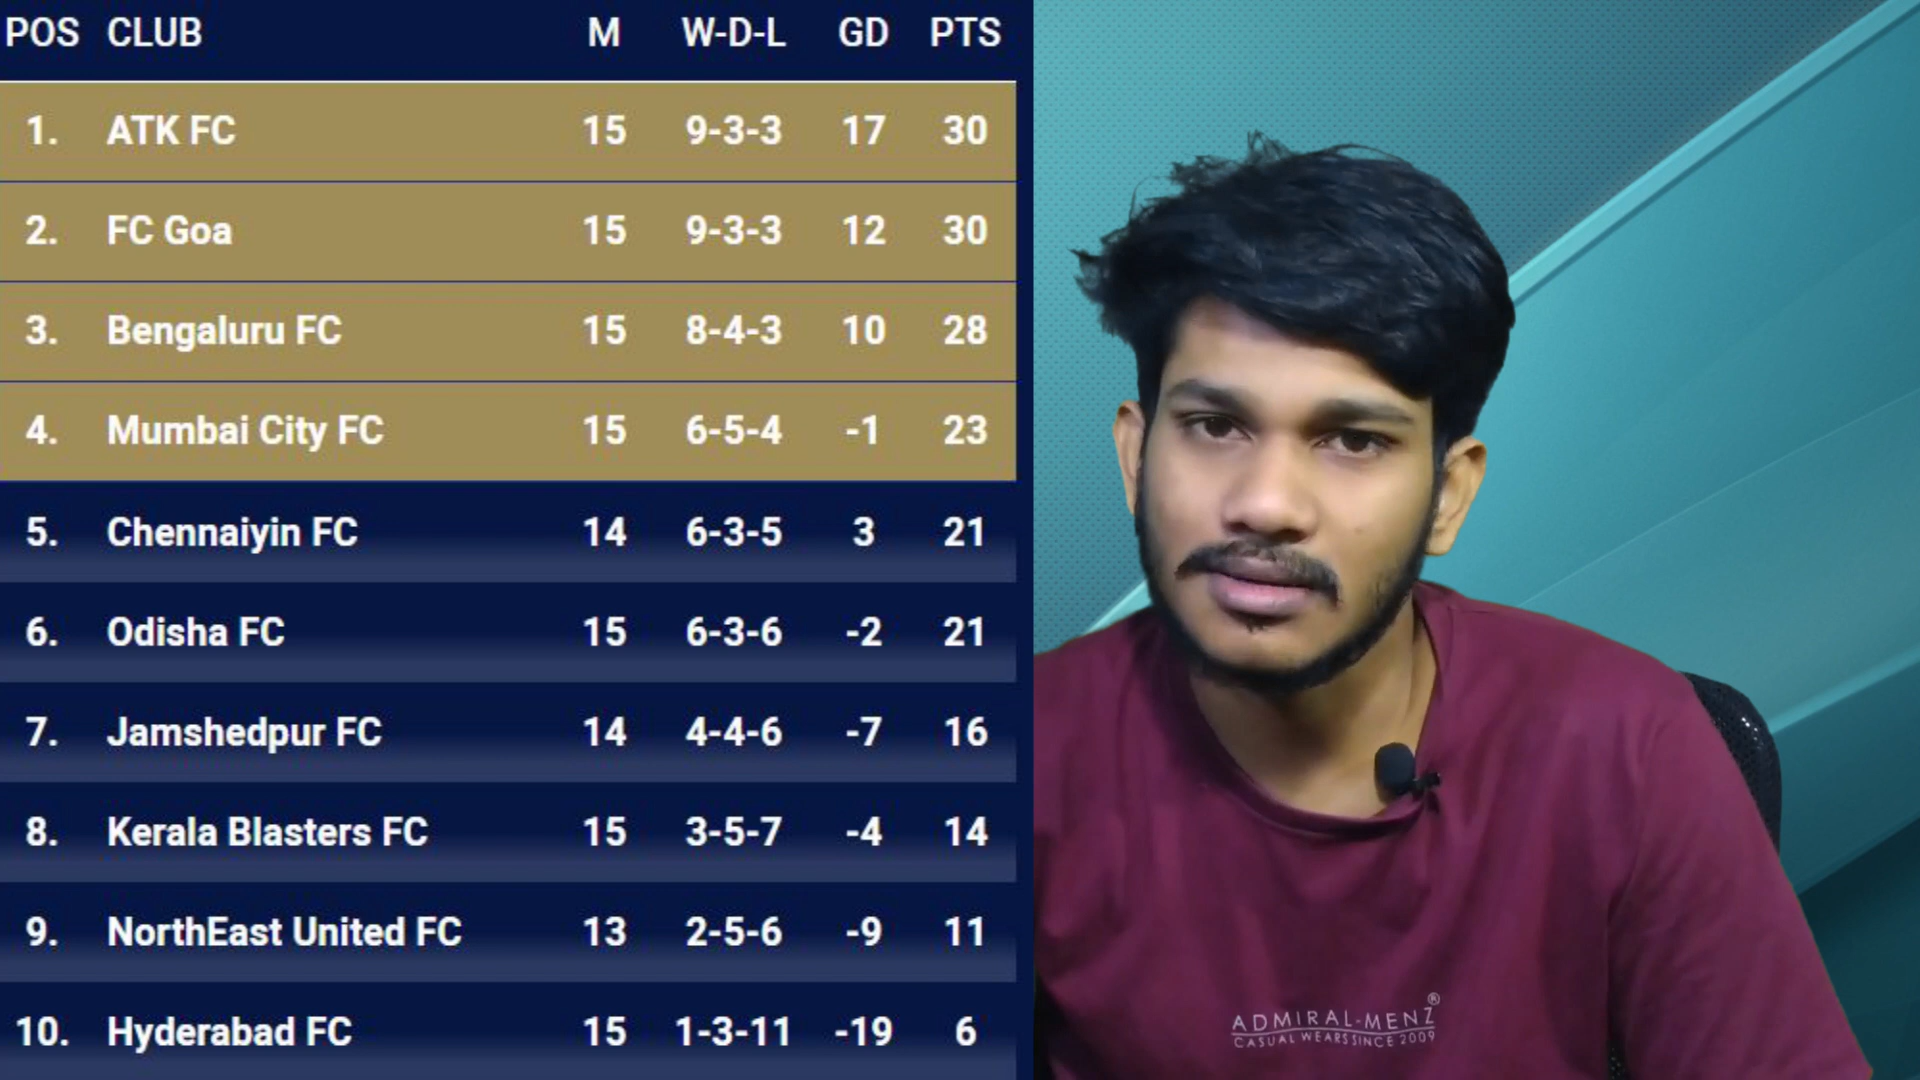 POS CLUB M W-D-L GD PTS
1. ATK FC 15 9-3-3 17 30
2. FC Goa 15 9-3-3 12 30
3. Bengaluru FC 15 8-4-3 10 28
4. Mumbai City FC 15 6-5-4 -1 23
5. Chennaiyin FC 14 6-3-5 3 21
6. Odisha FC 15 6-3-6 -2 21
7. Jamshedpur FC 14 4-4-6 -7 16
8. Kerala Blasters FC 15 3-5-7 -4 14
9. NorthEast United FC 13 2-5-6 -9 11
10. Hyderabad FC 15 1-3-11 -19 6
ADMIRAL-MENZ®
CASUAL WEARS SINCE 2009